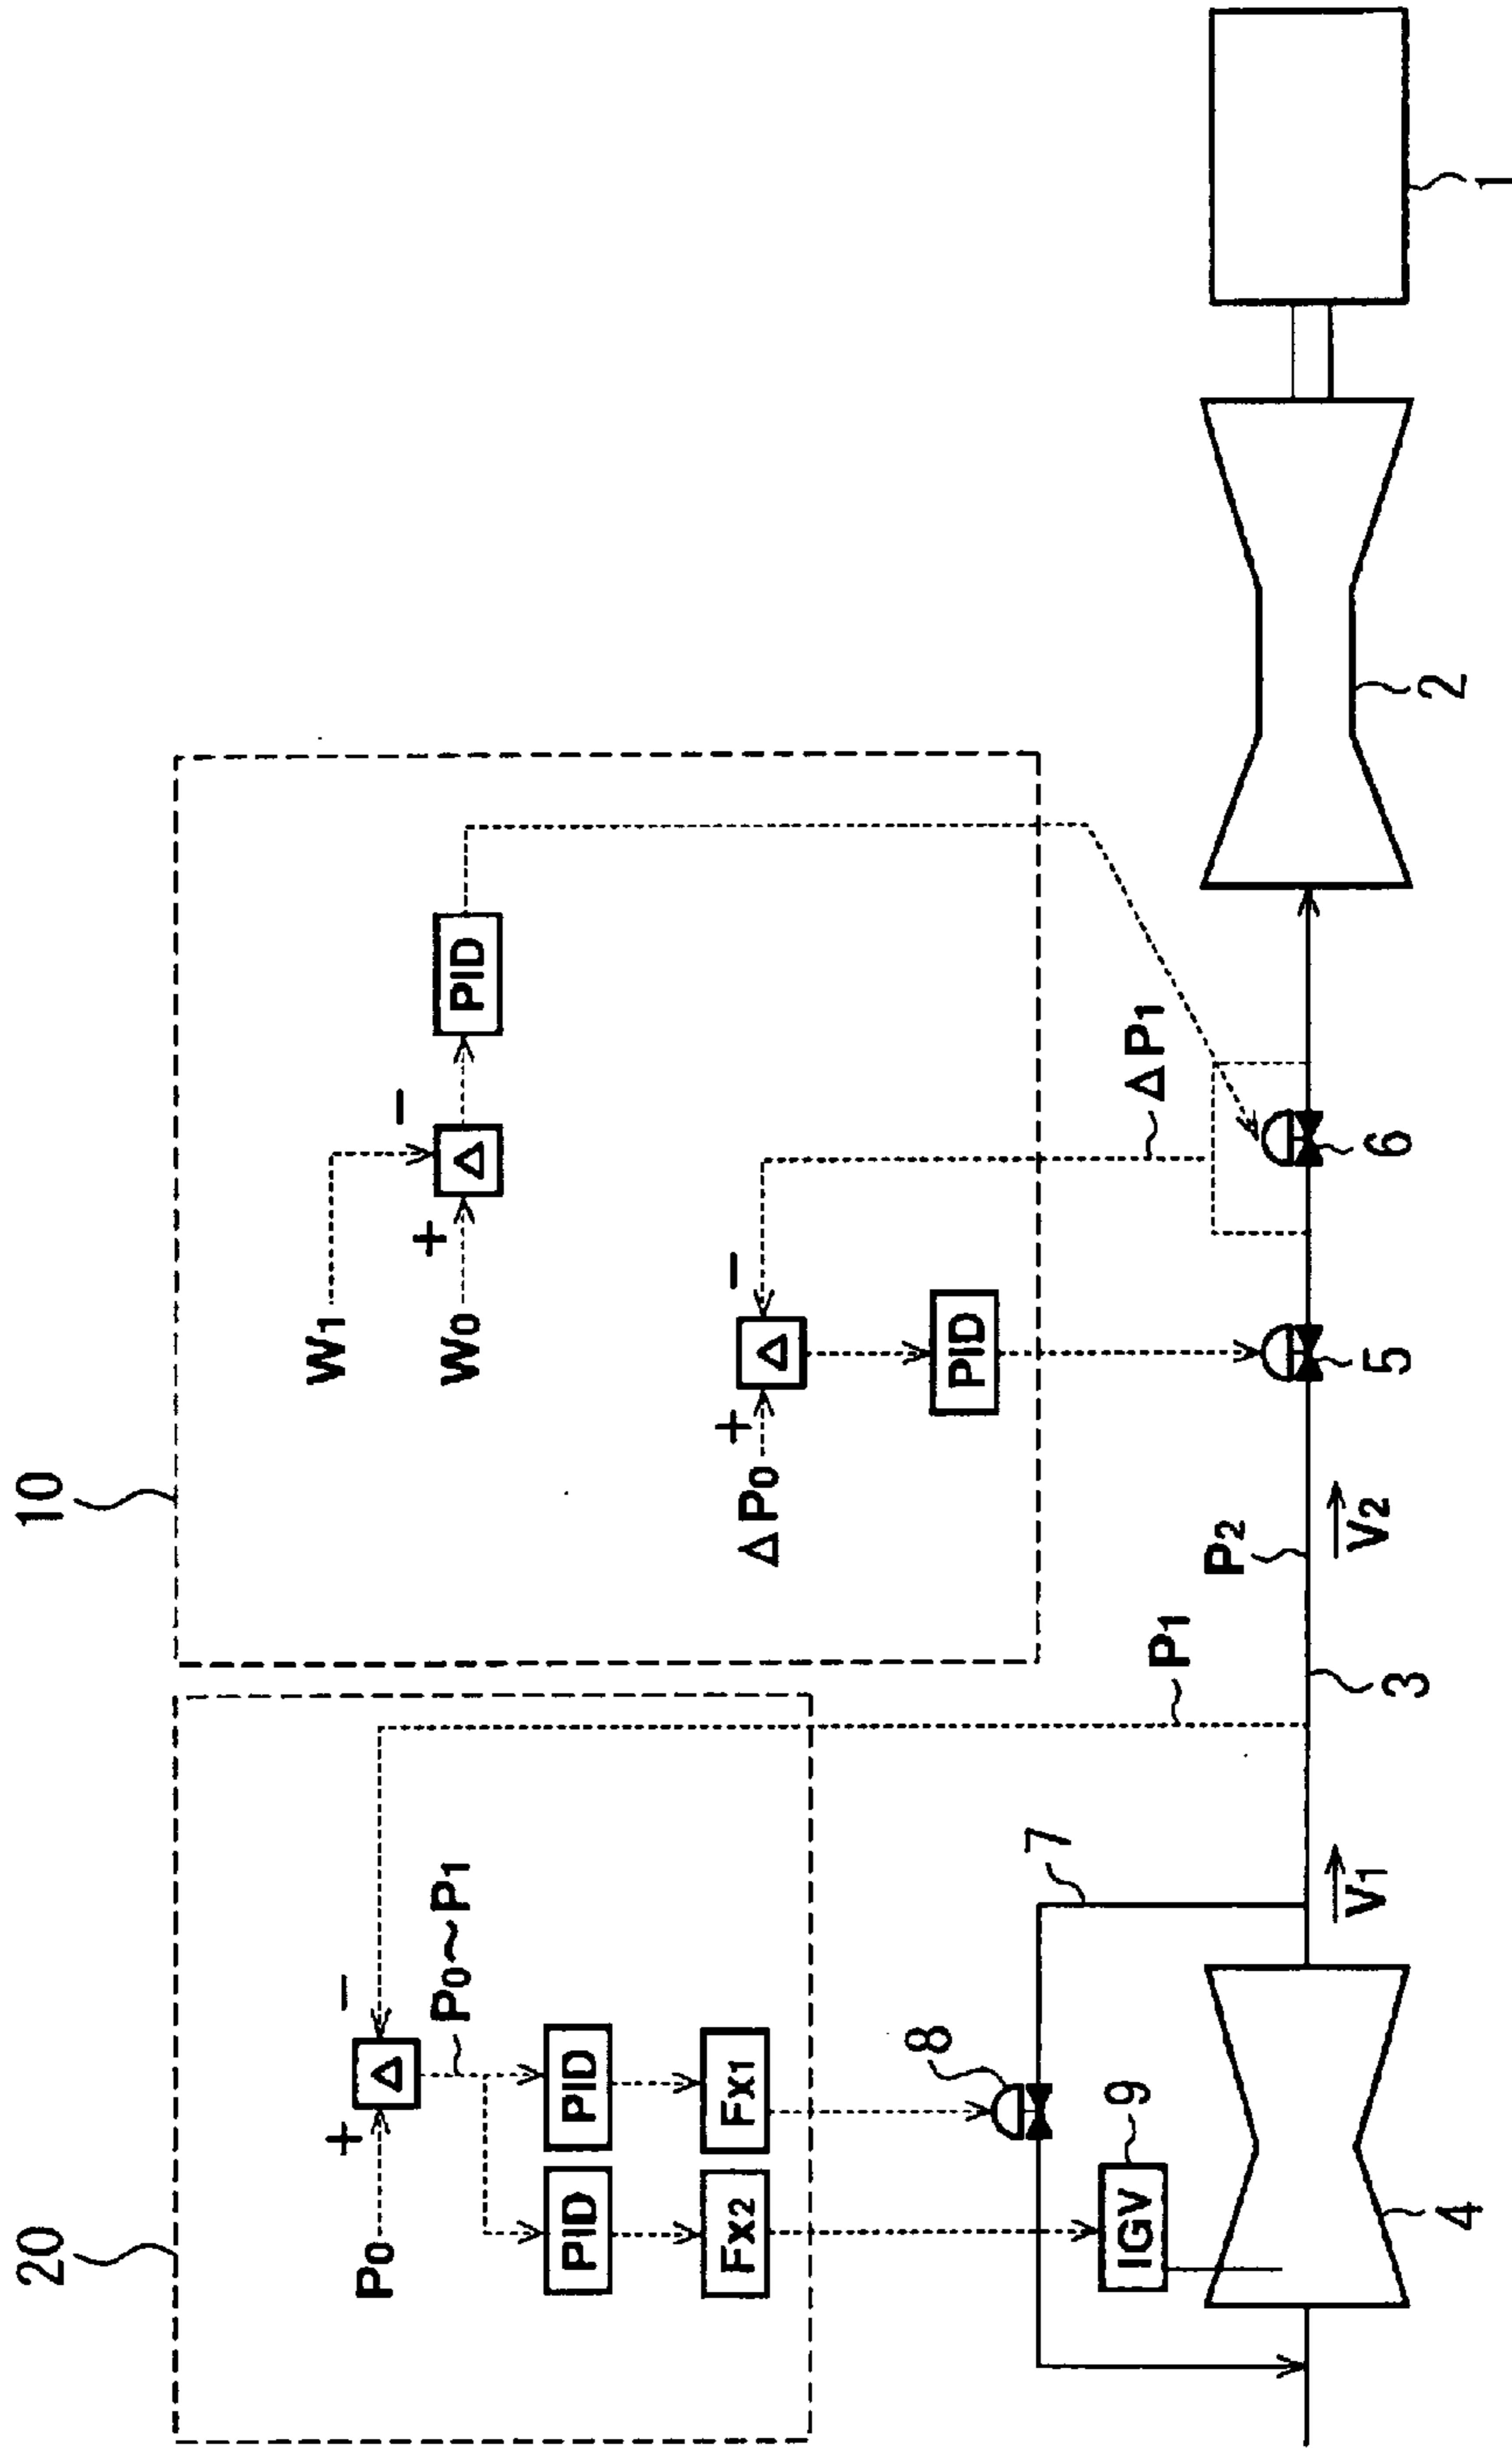 10
W1
−
W0
+
Δ
PID
ΔP0
+
−
Δ
PID
ΔP1
20
P0
+
−
Δ
P0~P1
PID
PID
Fx1
Fx2
P1
P2
V1
V2
IGV
1
2
3
4
5
6
7
8
9